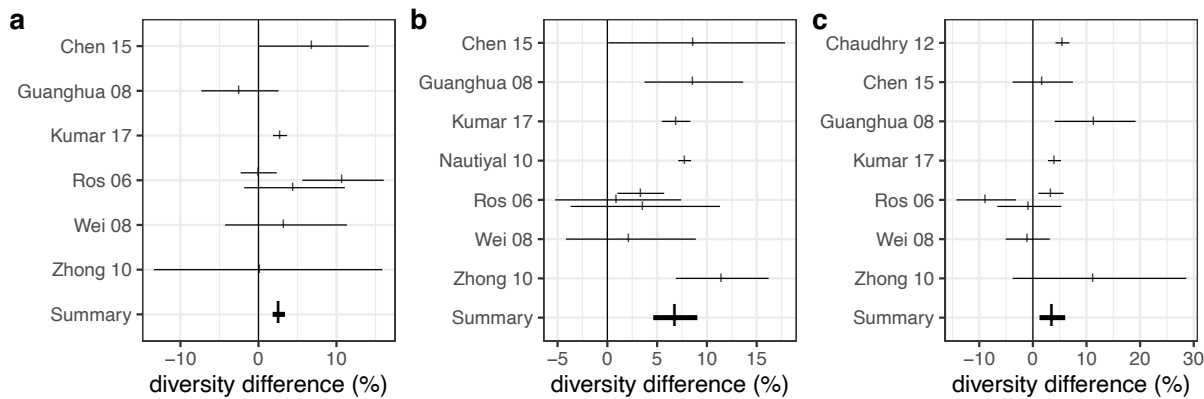 a
Chen 15
Guanghua 08
Kumar 17
Ros 06
Wei 08
Zhong 10
Summary
−10 0 10
diversity difference (%)
b
Chen 15
Guanghua 08
Kumar 17
Nautiyal 10
Ros 06
Wei 08
Zhong 10
Summary
−5 0 5 10 15
diversity difference (%)
c
Chaudhry 12
Chen 15
Guanghua 08
Kumar 17
Ros 06
Wei 08
Zhong 10
Summary
−10 0 10 20 30
diversity difference (%)